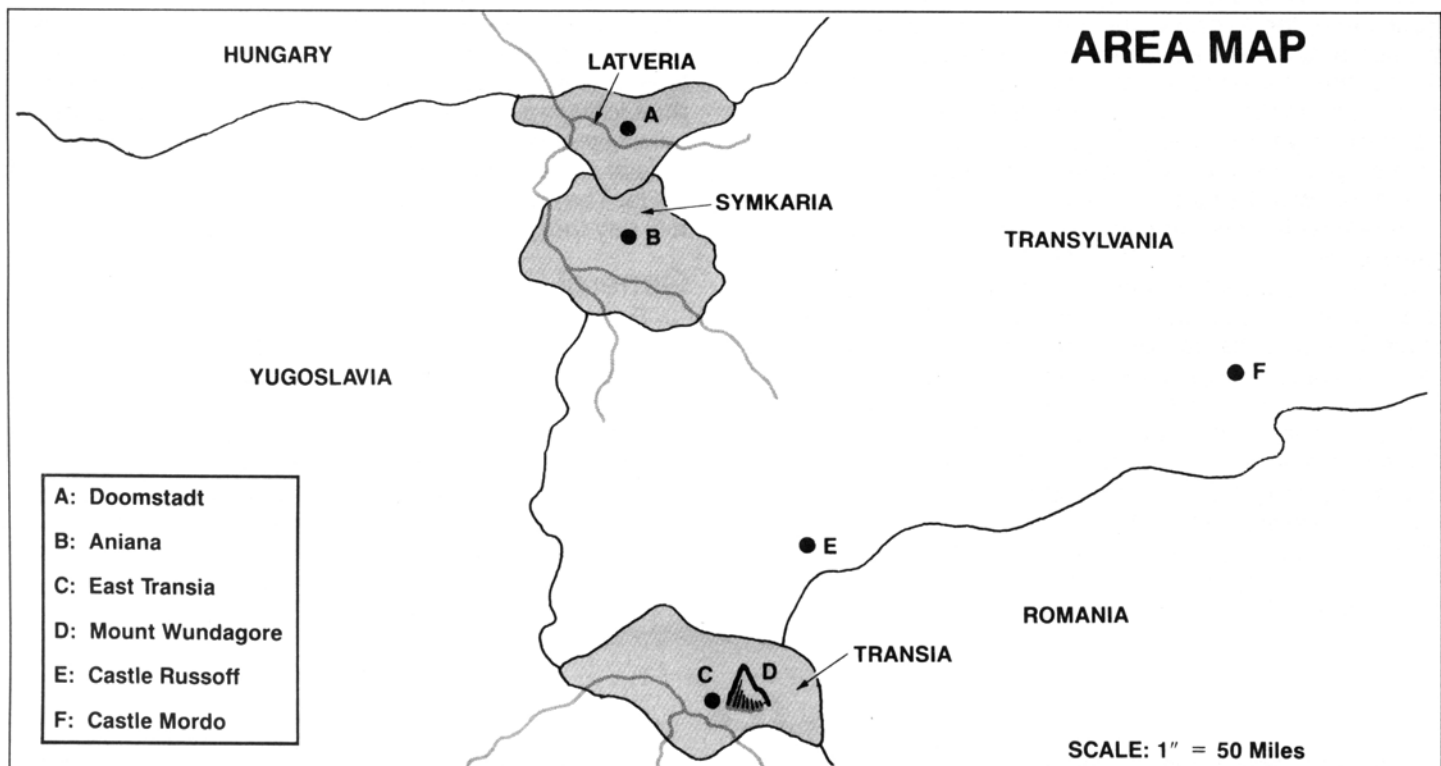 AREA MAP
HUNGARY
LATVERIA
A
SYMKARIA
B
TRANSYLVANIA
YUGOSLAVIA
F
E
ROMANIA
TRANSIA
C
D
A: Doomstadt
B: Aniana
C: East Transia
D: Mount Wundagore
E: Castle Russoff
F: Castle Mordo
SCALE: 1" = 50 Miles